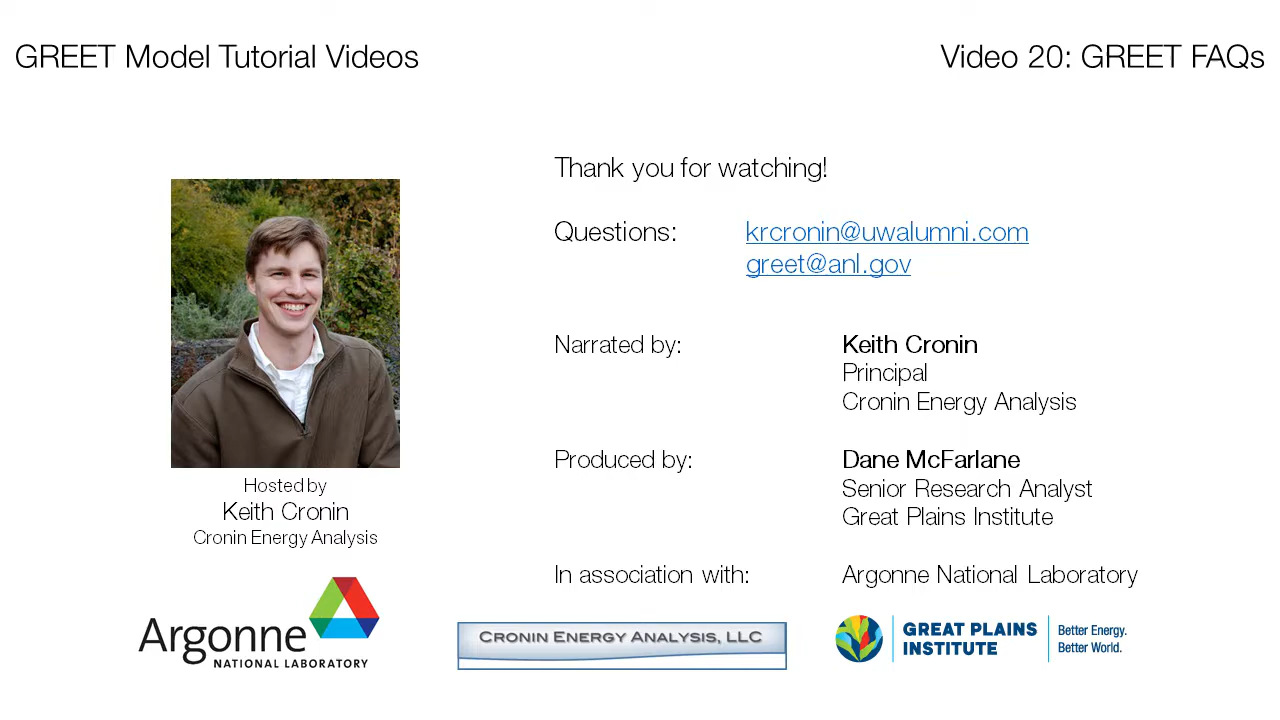 GREET Model Tutorial Videos
Video 20: GREET FAQs
Thank you for watching!
Questions: krcronin@uwalumni.com
greet@anl.gov
Narrated by: Keith Cronin
Principal
Cronin Energy Analysis
Produced by: Dane McFarlane
Senior Research Analyst
Great Plains Institute
In association with: Argonne National Laboratory
Hosted by
Keith Cronin
Cronin Energy Analysis
Argonne
NATIONAL LABORATORY
CRONIN ENERGY ANALYSIS, LLC
GREAT PLAINS
INSTITUTE
Better Energy.
Better World.